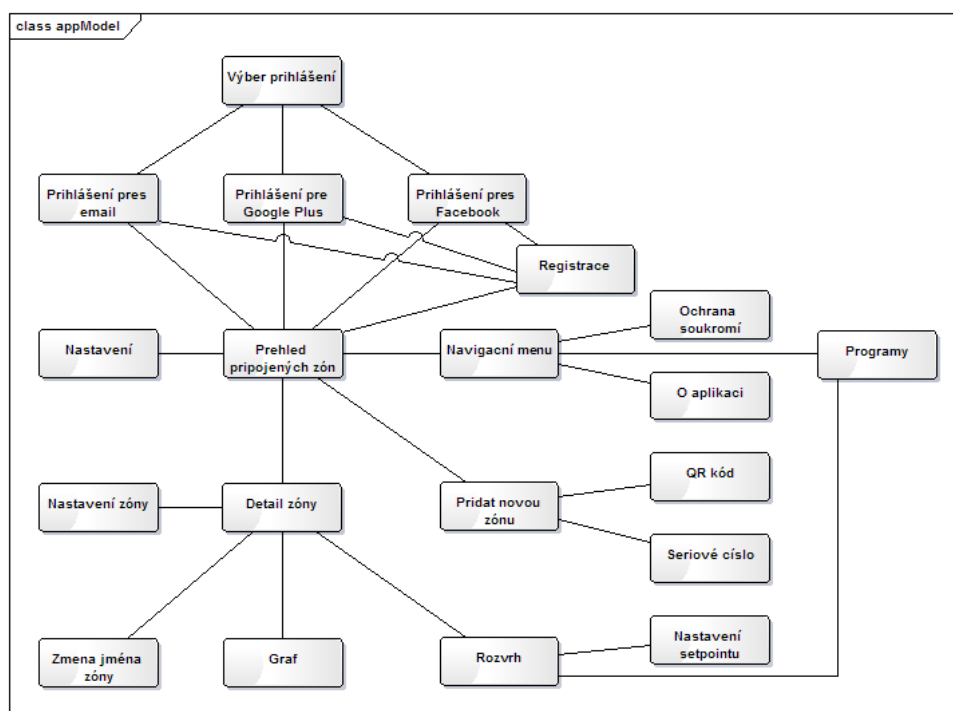 class appModel
Výber prihlášení
Prihlášení pres
email
Prihlášení pre
Google Plus
Prihlášení pres
Facebook
Registrace
Nastavení
Prehled
pripojených zón
Navigacní menu
Ochrana
soukromí
Programy
O aplikaci
Nastavení zóny
Detail zóny
Pridat novou
zónu
QR kód
Seriové císlo
Zmena jména
zóny
Graf
Rozvrh
Nastavení
setpointu